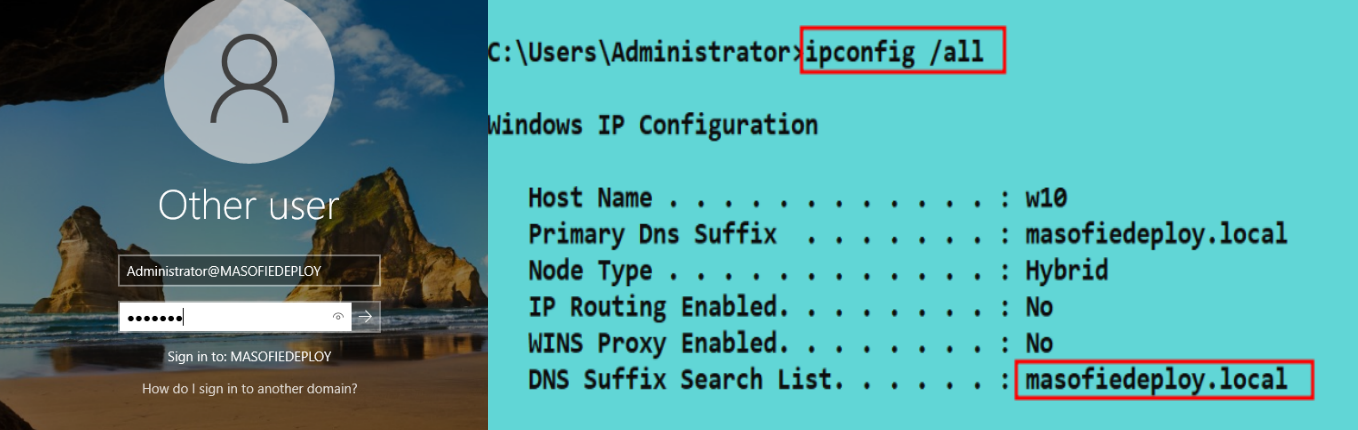 Other user
Administrator@MASOFIEDEPLOY
Sign in to: MASOFIEDEPLOY
How do I sign in to another domain?
C:\Users\Administrator>ipconfig /all
Windows IP Configuration
Host Name . . . . . . . . . . . . . : w10
Primary Dns Suffix  . . . . . . . : masofiedeploy.local
Node Type . . . . . . . . . . . . . : Hybrid
IP Routing Enabled. . . . . . . . : No
WINS Proxy Enabled. . . . . . . . : No
DNS Suffix Search List. . . . . . : masofiedeploy.local